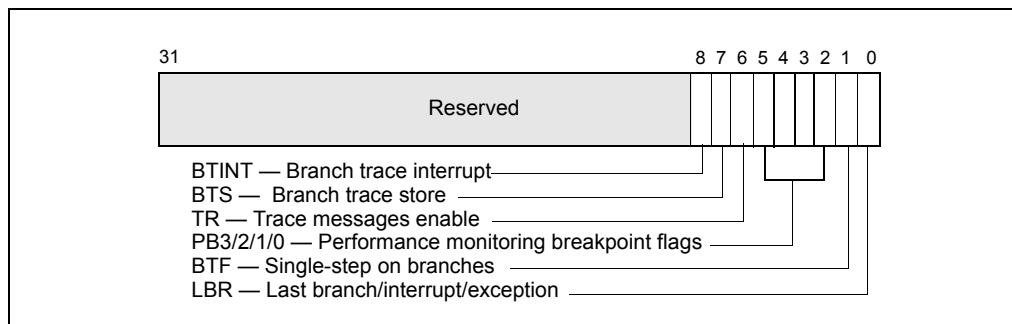 31 8 7 6 5 4 3 2 1 0
Reserved
BTINT — Branch trace interrupt
BTS — Branch trace store
TR — Trace messages enable
PB3/2/1/0 — Performance monitoring breakpoint flags
BTF — Single-step on branches
LBR — Last branch/interrupt/exception